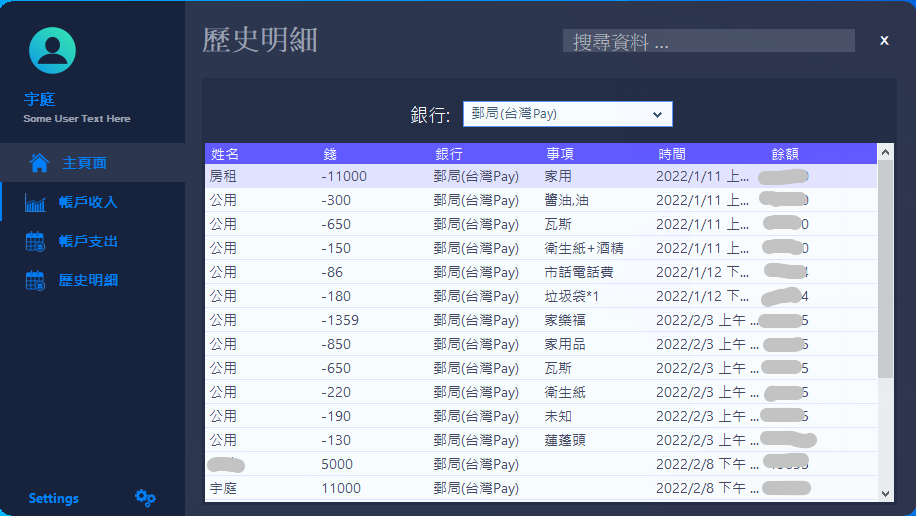 歷史明細
搜尋資料 ...
x
宇庭
Some User Text Here
主頁面
帳戶收入
帳戶支出
歷史明細
Settings
銀行:
郵局(台灣Pay)
姓名 錢 銀行 事項 時間 餘額
房租 -11000 郵局(台灣Pay) 家用 2022/1/11 上...
公用 -300 郵局(台灣Pay) 醬油,油 2022/1/11 上... 0
公用 -650 郵局(台灣Pay) 瓦斯 2022/1/11 上... 0
公用 -150 郵局(台灣Pay) 衛生紙+酒精 2022/1/11 上... 0
公用 -86 郵局(台灣Pay) 市話電話費 2022/1/12 下... 4
公用 -180 郵局(台灣Pay) 垃圾袋*1 2022/1/12 下... 4
公用 -1359 郵局(台灣Pay) 家樂福 2022/2/3 上午 ... 5
公用 -850 郵局(台灣Pay) 家用品 2022/2/3 上午 ... 5
公用 -650 郵局(台灣Pay) 瓦斯 2022/2/3 上午 ... 5
公用 -220 郵局(台灣Pay) 衛生紙 2022/2/3 上午 ... 5
公用 -190 郵局(台灣Pay) 未知 2022/2/3 上午 ... 5
公用 -130 郵局(台灣Pay) 蓮蓬頭 2022/2/3 上午 ...
5000 郵局(台灣Pay) 2022/2/8 下午 ...
宇庭 11000 郵局(台灣Pay) 2022/2/8 下午 ...